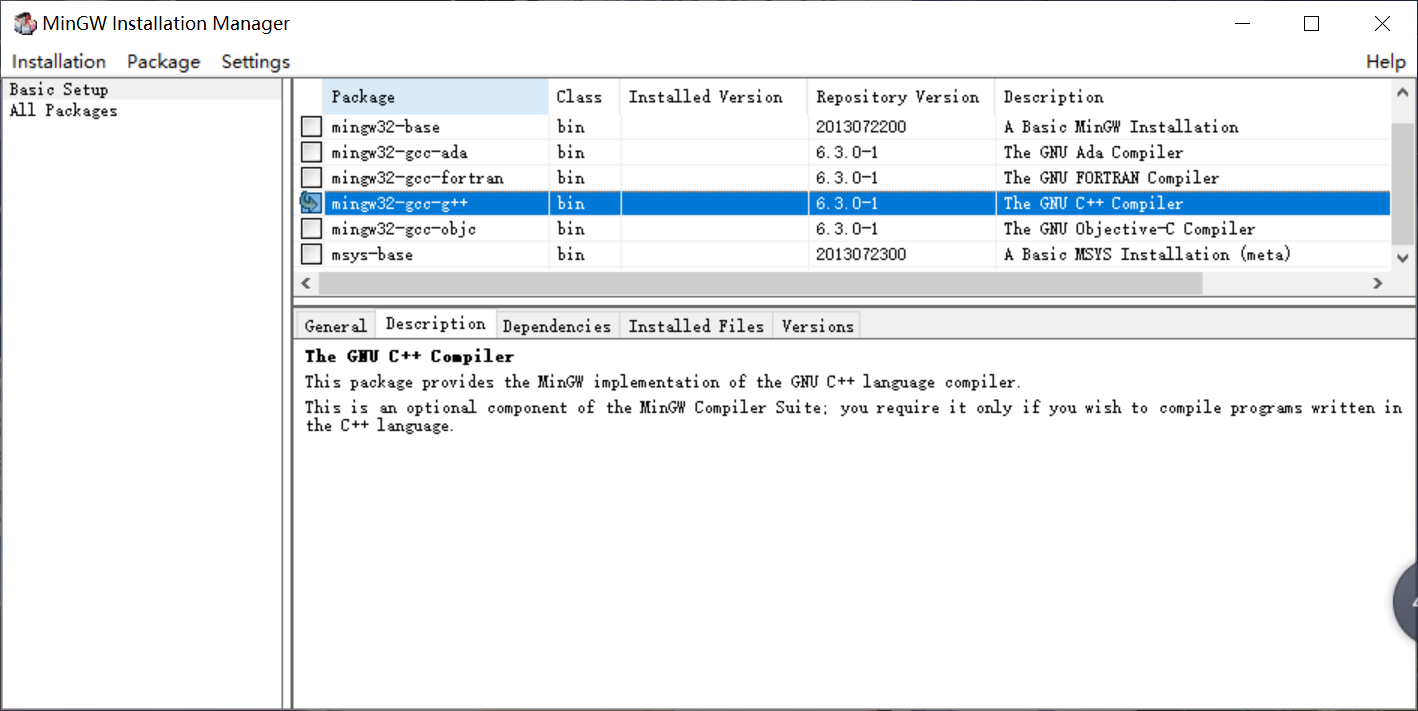 MinGW Installation Manager
Installation Package Settings Help
Basic Setup
All Packages
Package Class Installed Version Repository Version Description
mingw32-base bin 2013072200 A Basic MinGW Installation
mingw32-gcc-ada bin 6.3.0-1 The GNU Ada Compiler
mingw32-gcc-fortran bin 6.3.0-1 The GNU FORTRAN Compiler
mingw32-gcc-g++ bin 6.3.0-1 The GNU C++ Compiler
mingw32-gcc-objc bin 6.3.0-1 The GNU Objective-C Compiler
msys-base bin 2013072300 A Basic MSYS Installation (meta)
General Description Dependencies Installed Files Versions
The GNU C++ Compiler
This package provides the MinGW implementation of the GNU C++ language compiler.
This is an optional component of the MinGW Compiler Suite; you require it only if you wish to compile programs written in
the C++ language.